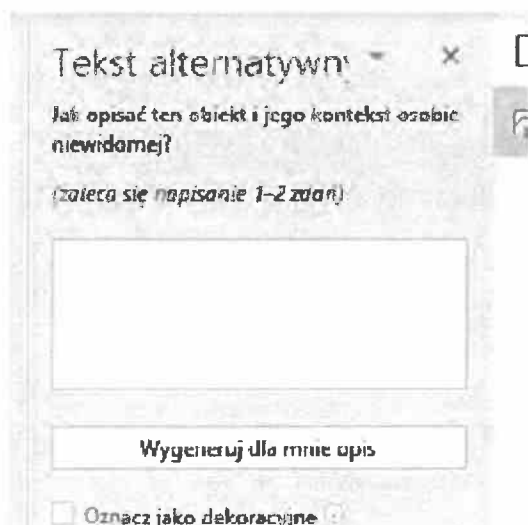 Tekst alternatywny
Jak opisać ten obiekt i jego kontekst osobie
niewidomej?
(zaleca się napisanie 1–2 zdań)
Wygeneruj dla mnie opis
Oznacz jako dekoracyjne